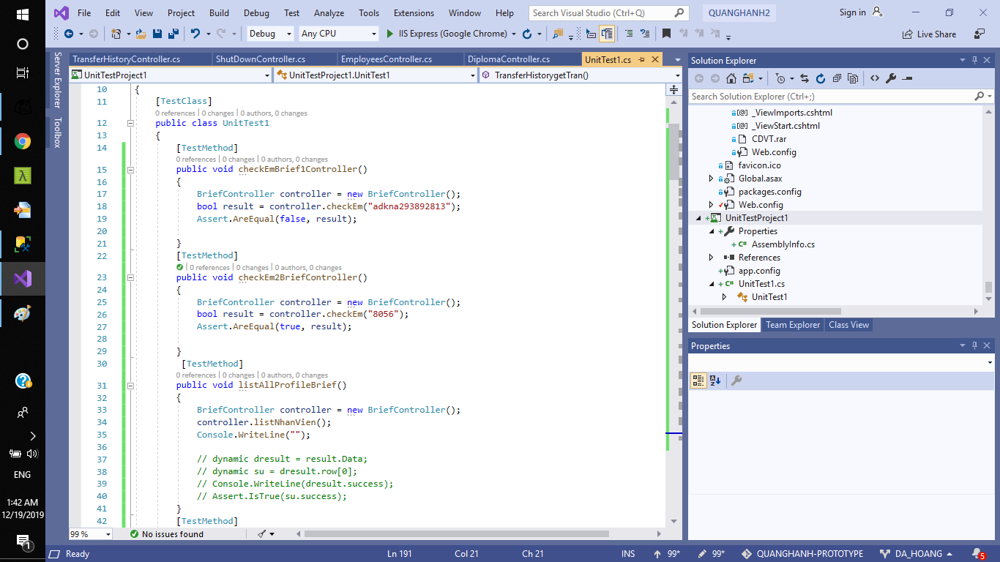 File Edit View Project Build Debug Test Analyze Tools Extensions Window Help Search Visual Studio (Ctrl+Q) QUANGHANH2 Sign in
Debug Any CPU IIS Express (Google Chrome) Live Share
Server Explorer
Toolbox
TransferHistoryController.cs ShutDownController.cs EmployeesController.cs DiplomaController.cs UnitTest1.cs
UnitTestProject1 UnitTestProject1.UnitTest1 TransferHistorygetTran()
10 {
11 [TestClass]
0 references | 0 changes | 0 authors, 0 changes
12 public class UnitTest1
13 {
14 [TestMethod]
0 references | 0 changes | 0 authors, 0 changes
15 public void checkEmBrief1Controller()
16 {
17 BriefController controller = new BriefController();
18 bool result = controller.checkEm("adkna293892813");
19 Assert.AreEqual(false, result);
20
21 }
22 [TestMethod]
| 0 references | 0 changes | 0 authors, 0 changes
23 public void checkEm2BriefController()
24 {
25 BriefController controller = new BriefController();
26 bool result = controller.checkEm("8056");
27 Assert.AreEqual(true, result);
28
29 }
30 [TestMethod]
0 references | 0 changes | 0 authors, 0 changes
31 public void listAllProfileBrief()
32 {
33 BriefController controller = new BriefController();
34 controller.listNhanVien();
35 Console.WriteLine("");
36
37 // dynamic dresult = result.Data;
38 // dynamic su = dresult.row[0];
39 // Console.WriteLine(dresult.success);
40 // Assert.IsTrue(su.success);
41 }
42 [TestMethod]
99 % No issues found
Solution Explorer
Search Solution Explorer (Ctrl+;)
_ViewImports.cshtml
_ViewStart.cshtml
CDVT.rar
Web.config
favicon.ico
Global.asax
packages.config
Web.config
UnitTestProject1
Properties
AssemblyInfo.cs
References
app.config
UnitTest1.cs
UnitTest1
Solution Explorer Team Explorer Class View
Properties
ENG
1:42 AM
12/19/2019
1
Ready Ln 191 Col 21 Ch 21 INS 99* 99* QUANGHANH-PROTOTYPE DA_HOANG 5